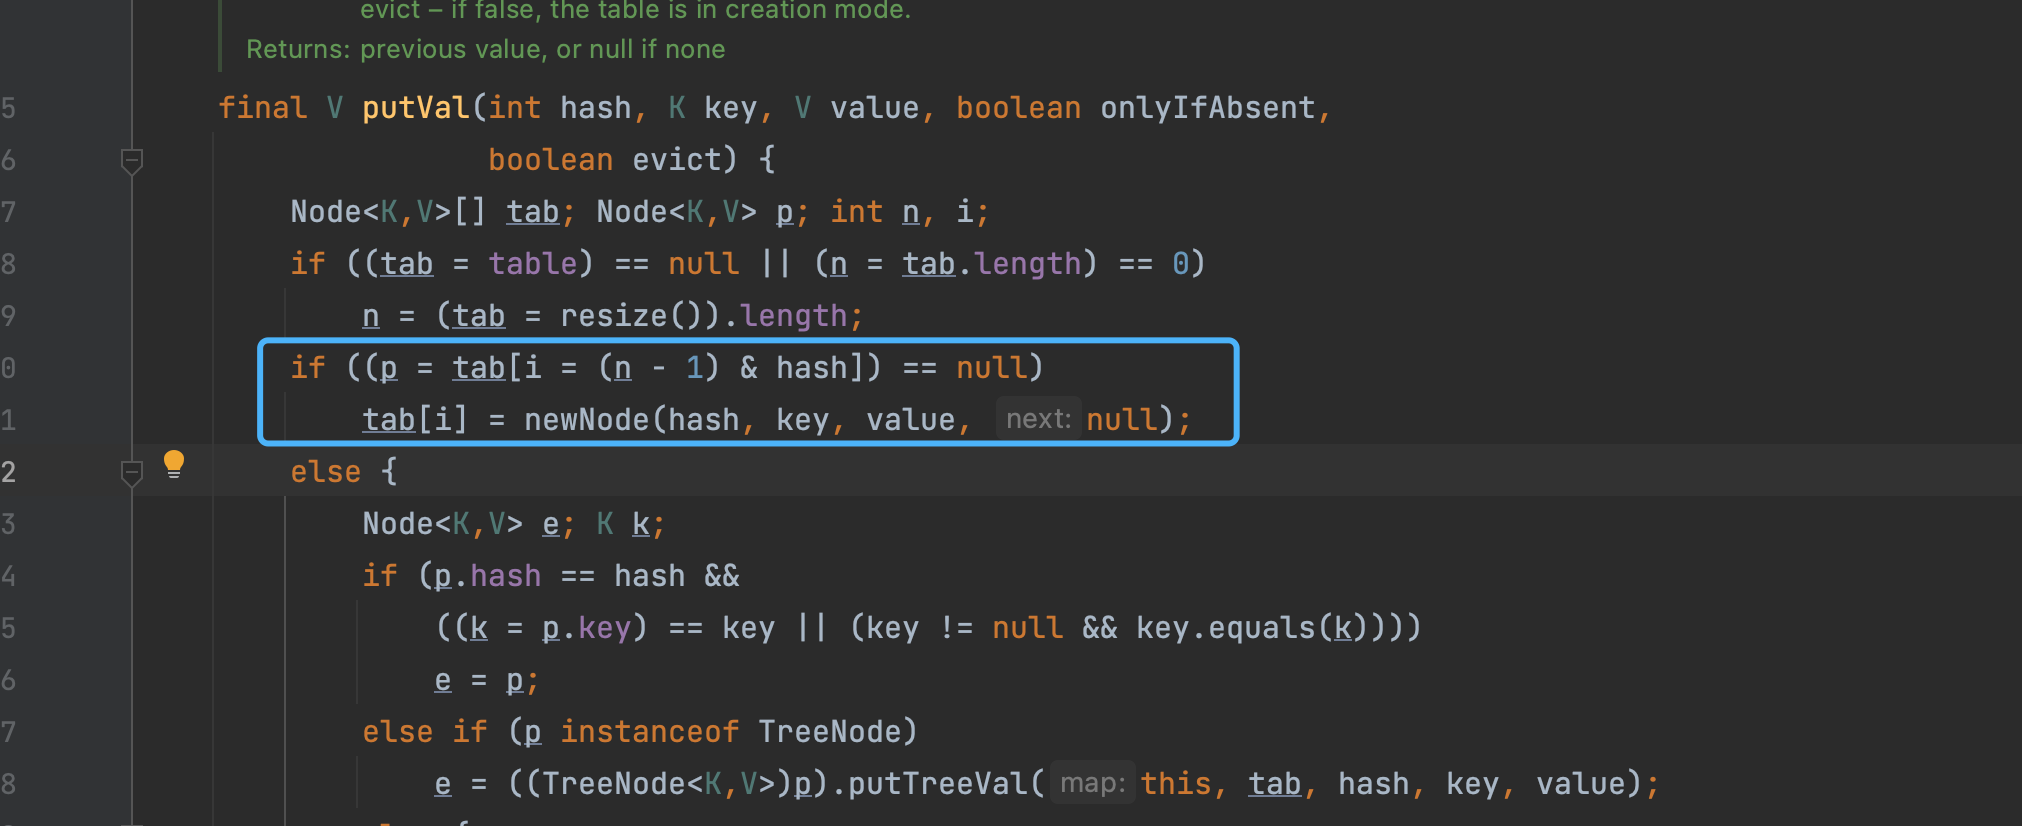 evict – if false, the table is in creation mode.
Returns: previous value, or null if none
5 final V putVal(int hash, K key, V value, boolean onlyIfAbsent,
6 boolean evict) {
7 Node<K,V>[] tab; Node<K,V> p; int n, i;
8 if ((tab = table) == null || (n = tab.length) == 0)
9 n = (tab = resize()).length;
0 if ((p = tab[i = (n - 1) & hash]) == null)
1 tab[i] = newNode(hash, key, value, next: null);
2 else {
3 Node<K,V> e; K k;
4 if (p.hash == hash &&
5 ((k = p.key) == key || (key != null && key.equals(k))))
6 e = p;
7 else if (p instanceof TreeNode)
8 e = ((TreeNode<K,V>)p).putTreeVal( map: this, tab, hash, key, value);